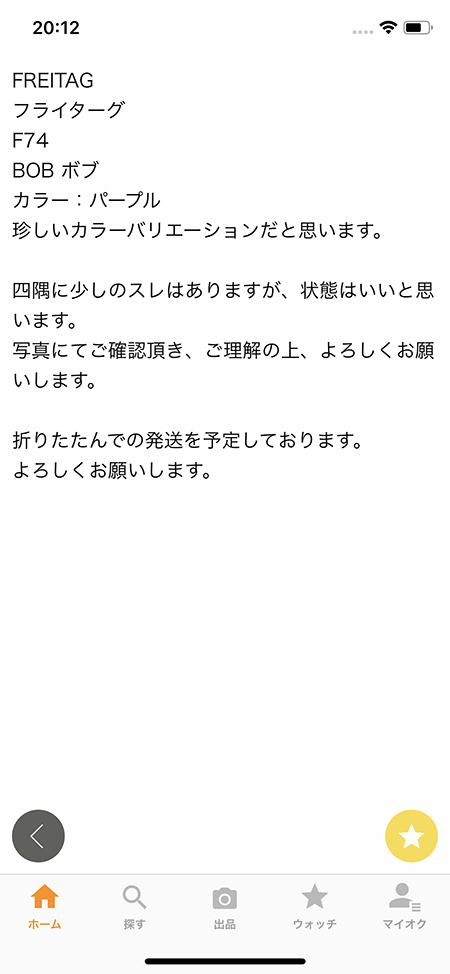 20:12
FREITAG
フライターグ
F74
BOB ボブ
カラー：パープル
珍しいカラーバリエーションだと思います。
四隅に少しのスレはありますが、状態はいいと思
います。
写真にてご確認頂き、ご理解の上、よろしくお願
いします。
折りたたんでの発送を予定しております。
よろしくお願いします。
ホーム
探す
出品
ウォッチ
マイオク